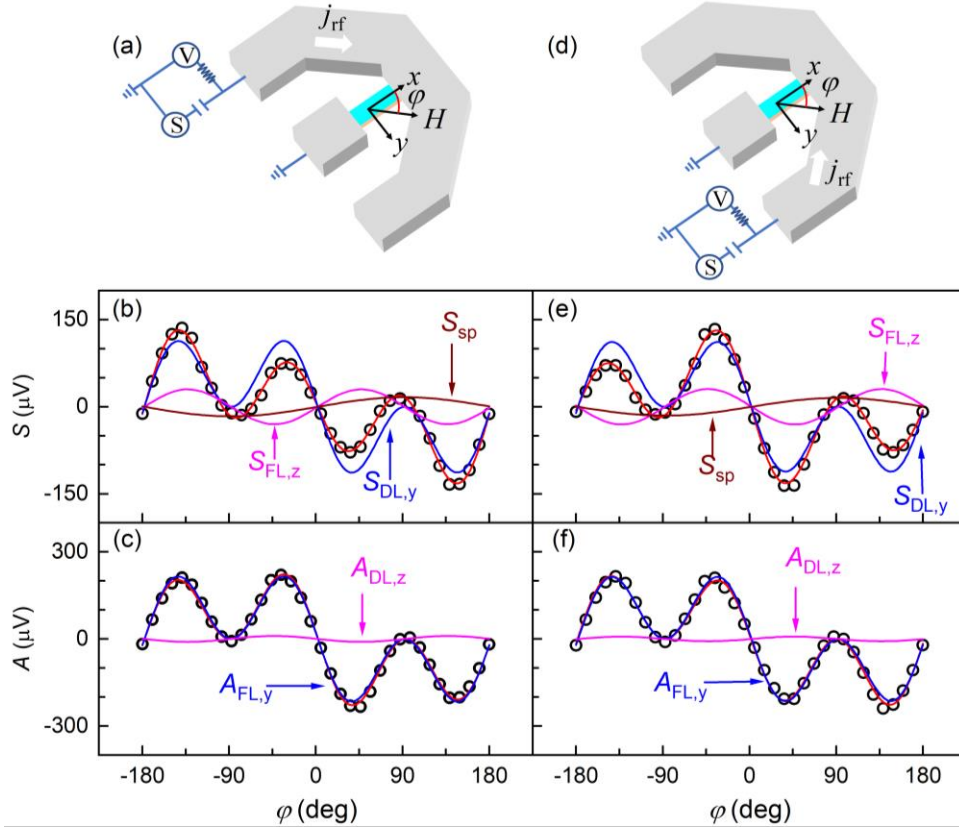 (a)
j_rf
V
S
x
φ
H
y
(d)
x
φ
H
y
j_rf
V
S
(b)
S_sp
S_FL,z
S_DL,y
150
0
-150
S (μV)
(e)
S_FL,z
S_sp
S_DL,y
(c)
A_DL,z
A_FL,y
300
0
-300
A (μV)
(f)
A_DL,z
A_FL,y
-180 -90 0 90 180
-180 -90 0 90 180
φ (deg)
φ (deg)